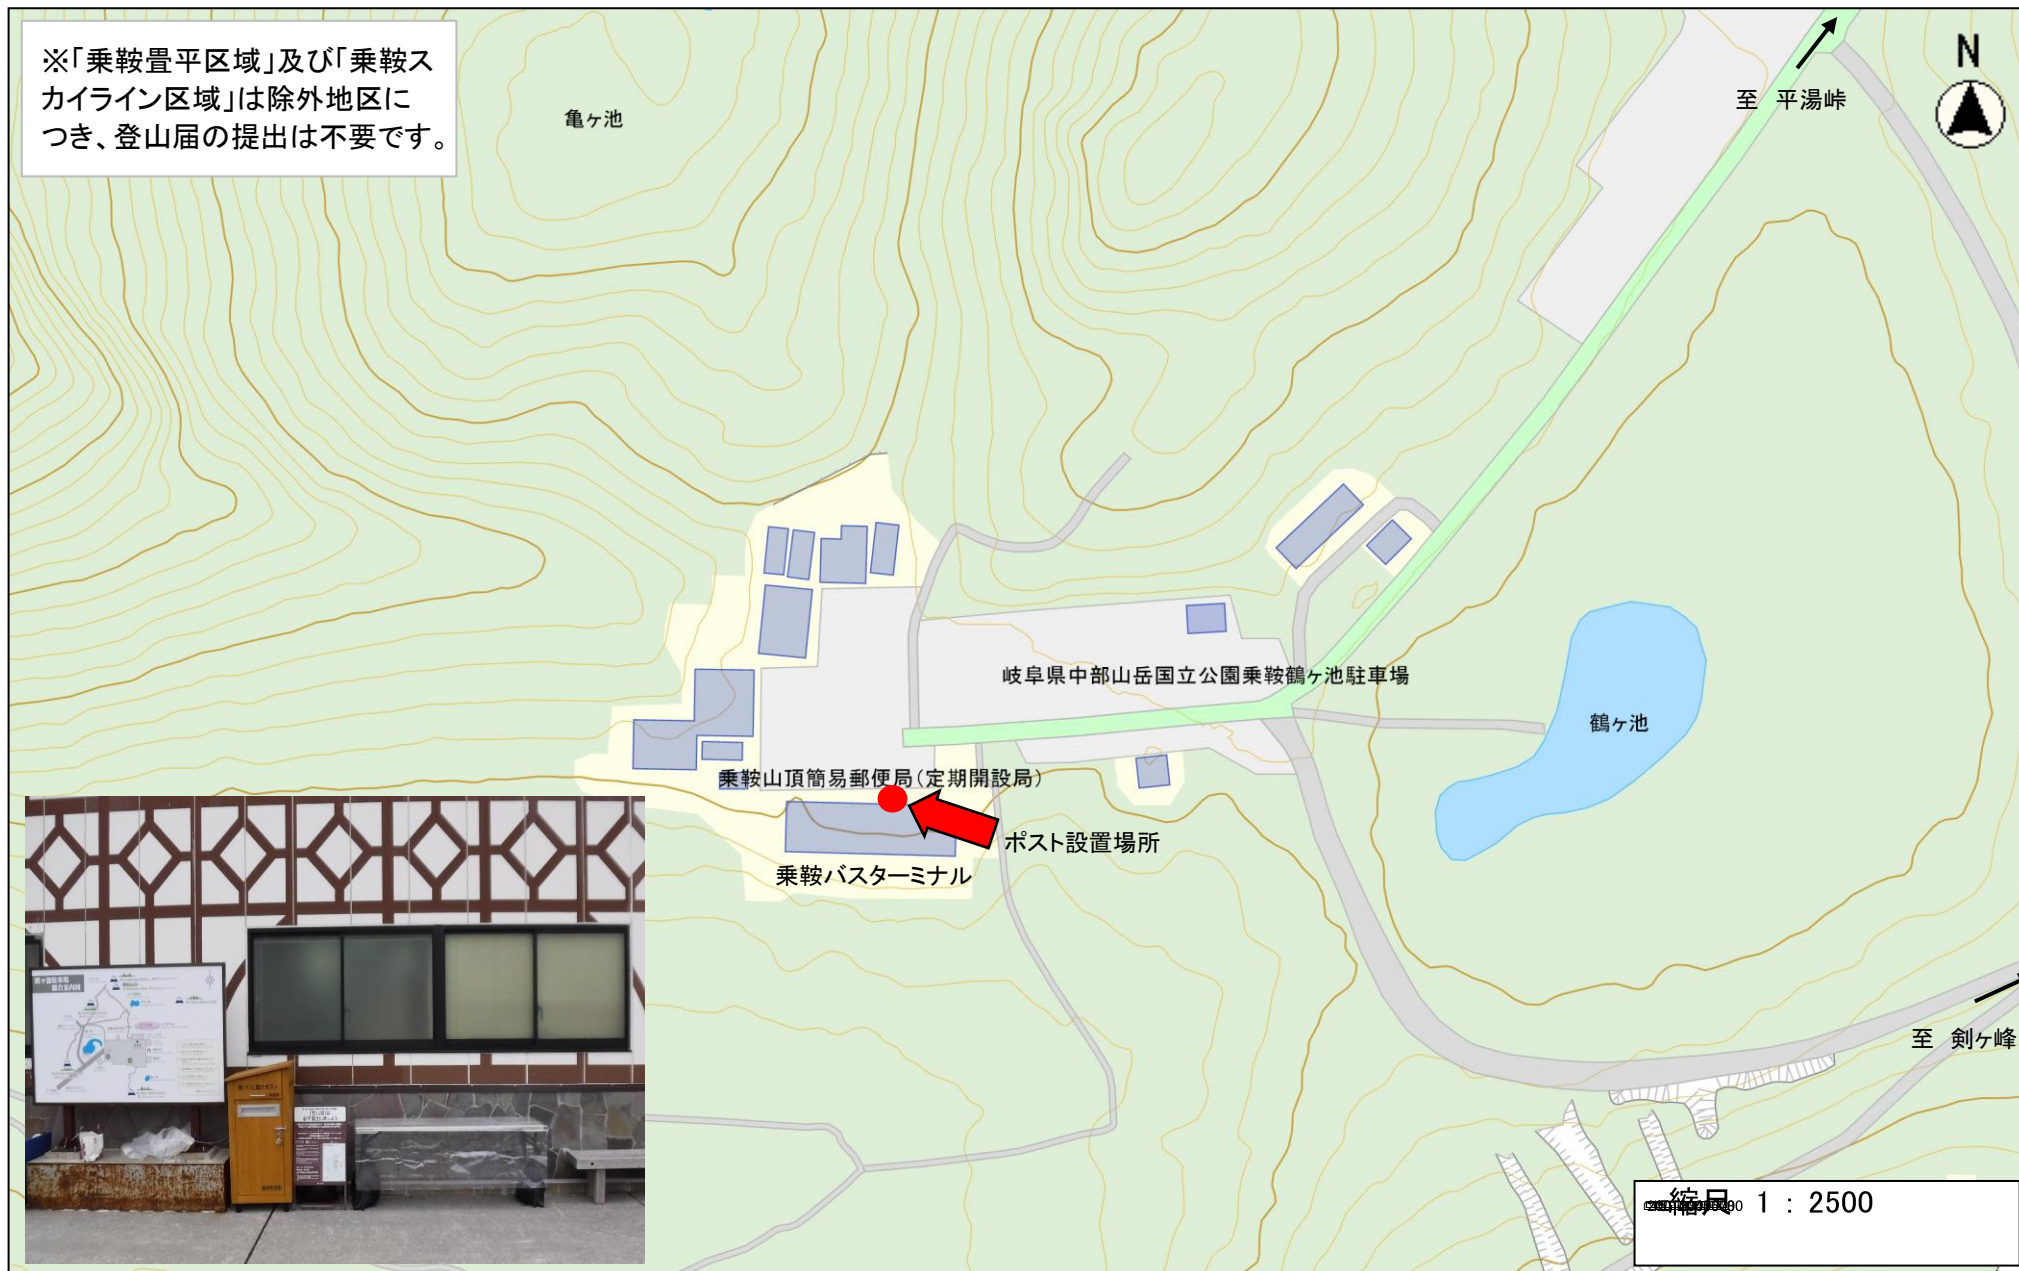 ※｢乗鞍畳平区域｣及び｢乗鞍ス
カイライン区域｣は除外地区に
つき､登山届の提出は不要です｡
亀ヶ池
至　平湯峠
N
岐阜県中部山岳国立公園乗鞍鶴ヶ池駐車場
鶴ヶ池
乗鞍山頂簡易郵便局(定期開設局)
ポスト設置場所
乗鞍バスターミナル
至　剣ヶ峰
縮尺　1 : 2500